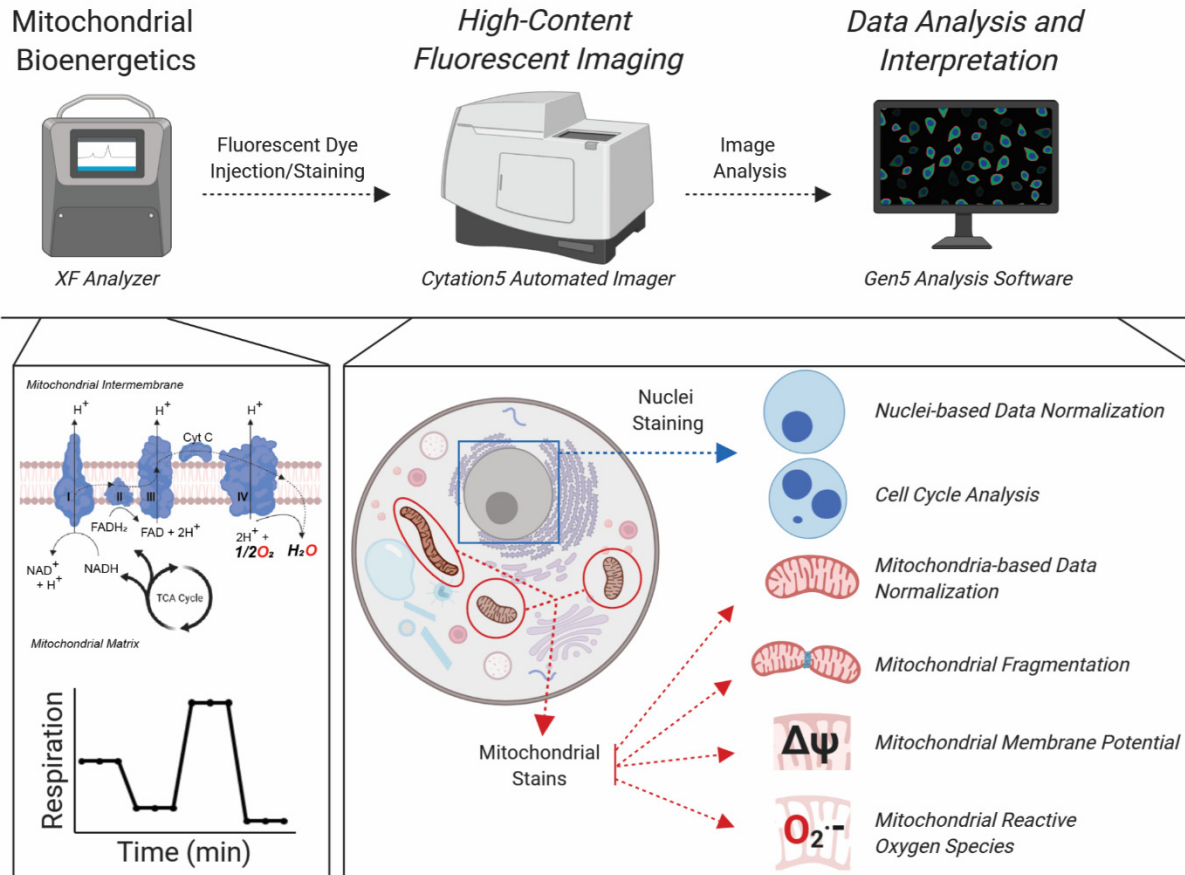 Mitochondrial
Bioenergetics
High-Content
Fluorescent Imaging
Data Analysis and
Interpretation
Fluorescent Dye
Injection/Staining
Image
Analysis
XF Analyzer
Cytation5 Automated Imager
Gen5 Analysis Software
Mitochondrial Intermembrane
H⁺
H⁺
H⁺
Cyt C
I
II
III
IV
FADH₂
FAD + 2H⁺
2H⁺ +
1/2O₂
H₂O
NAD⁺
+ H⁺
NADH
TCA Cycle
Mitochondrial Matrix
Respiration
Time (min)
Nuclei
Staining
Mitochondrial
Stains
Nuclei-based Data Normalization
Cell Cycle Analysis
Mitochondria-based Data
Normalization
Mitochondrial Fragmentation
Δψ
Mitochondrial Membrane Potential
O₂·-
Mitochondrial Reactive
Oxygen Species